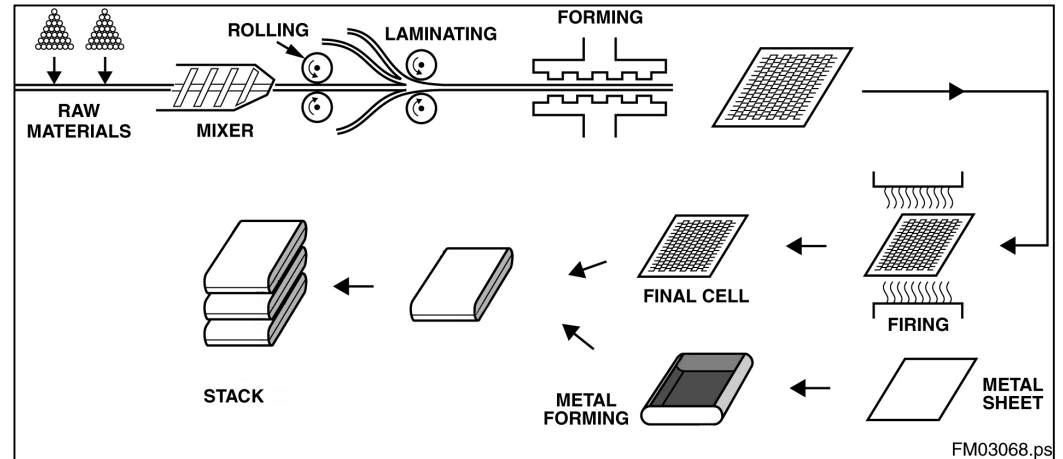 FORMING
ROLLING
LAMINATING
RAW
MATERIALS
MIXER
FINAL CELL
FIRING
STACK
METAL
FORMING
METAL
SHEET
FM03068.ps